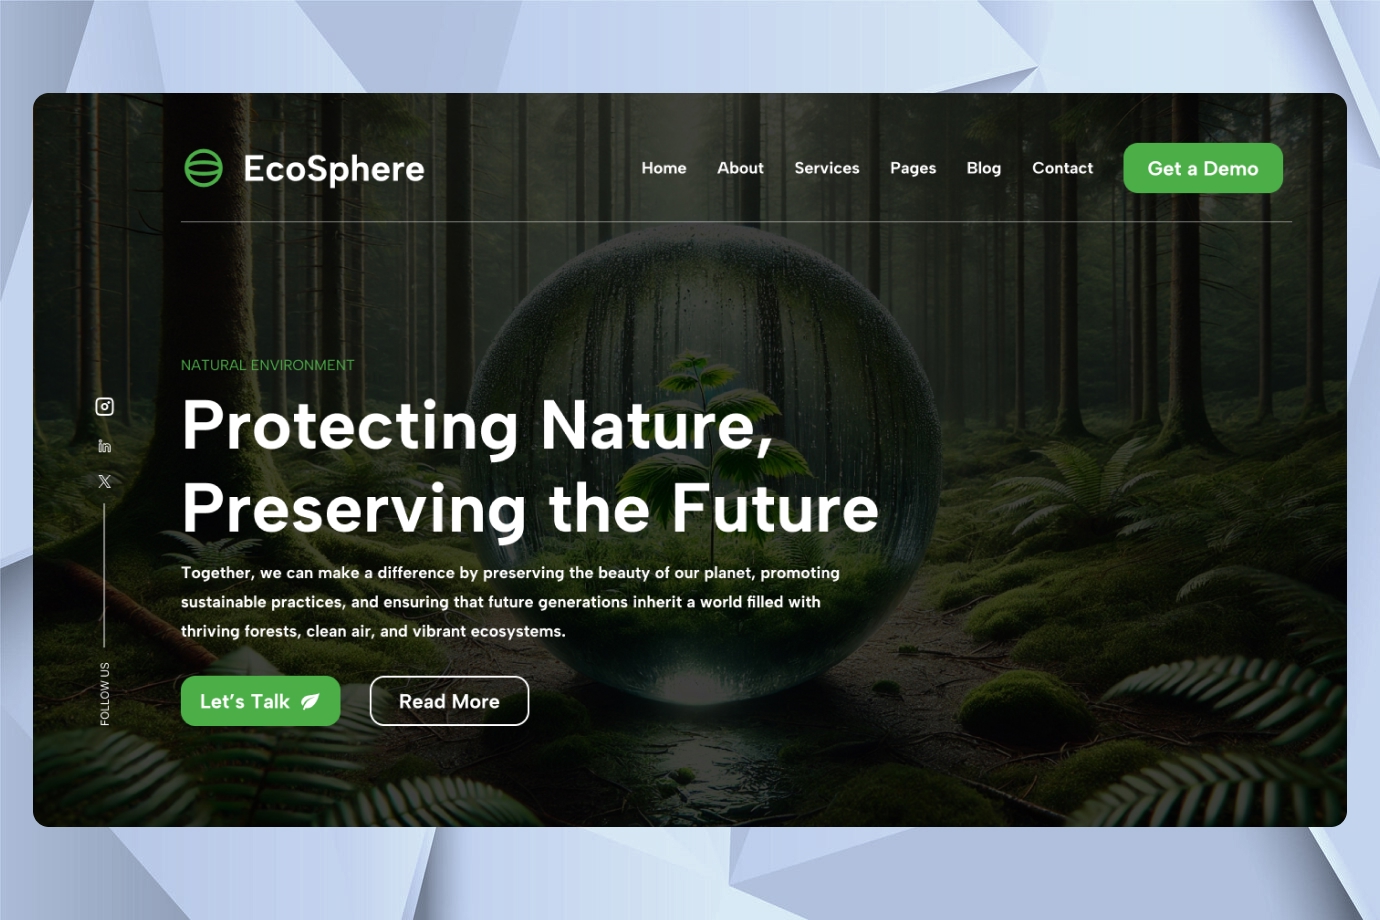 EcoSphere
Home About Services Pages Blog Contact Get a Demo
NATURAL ENVIRONMENT
Protecting Nature,
Preserving the Future
Together, we can make a difference by preserving the beauty of our planet, promoting
sustainable practices, and ensuring that future generations inherit a world filled with
thriving forests, clean air, and vibrant ecosystems.
Let's Talk
Read More
in
FOLLOW US